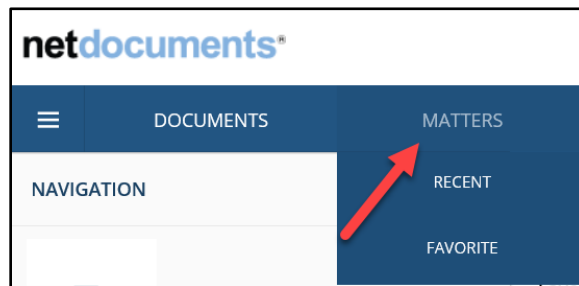 netdocuments®
DOCUMENTS MATTERS
NAVIGATION RECENT
FAVORITE